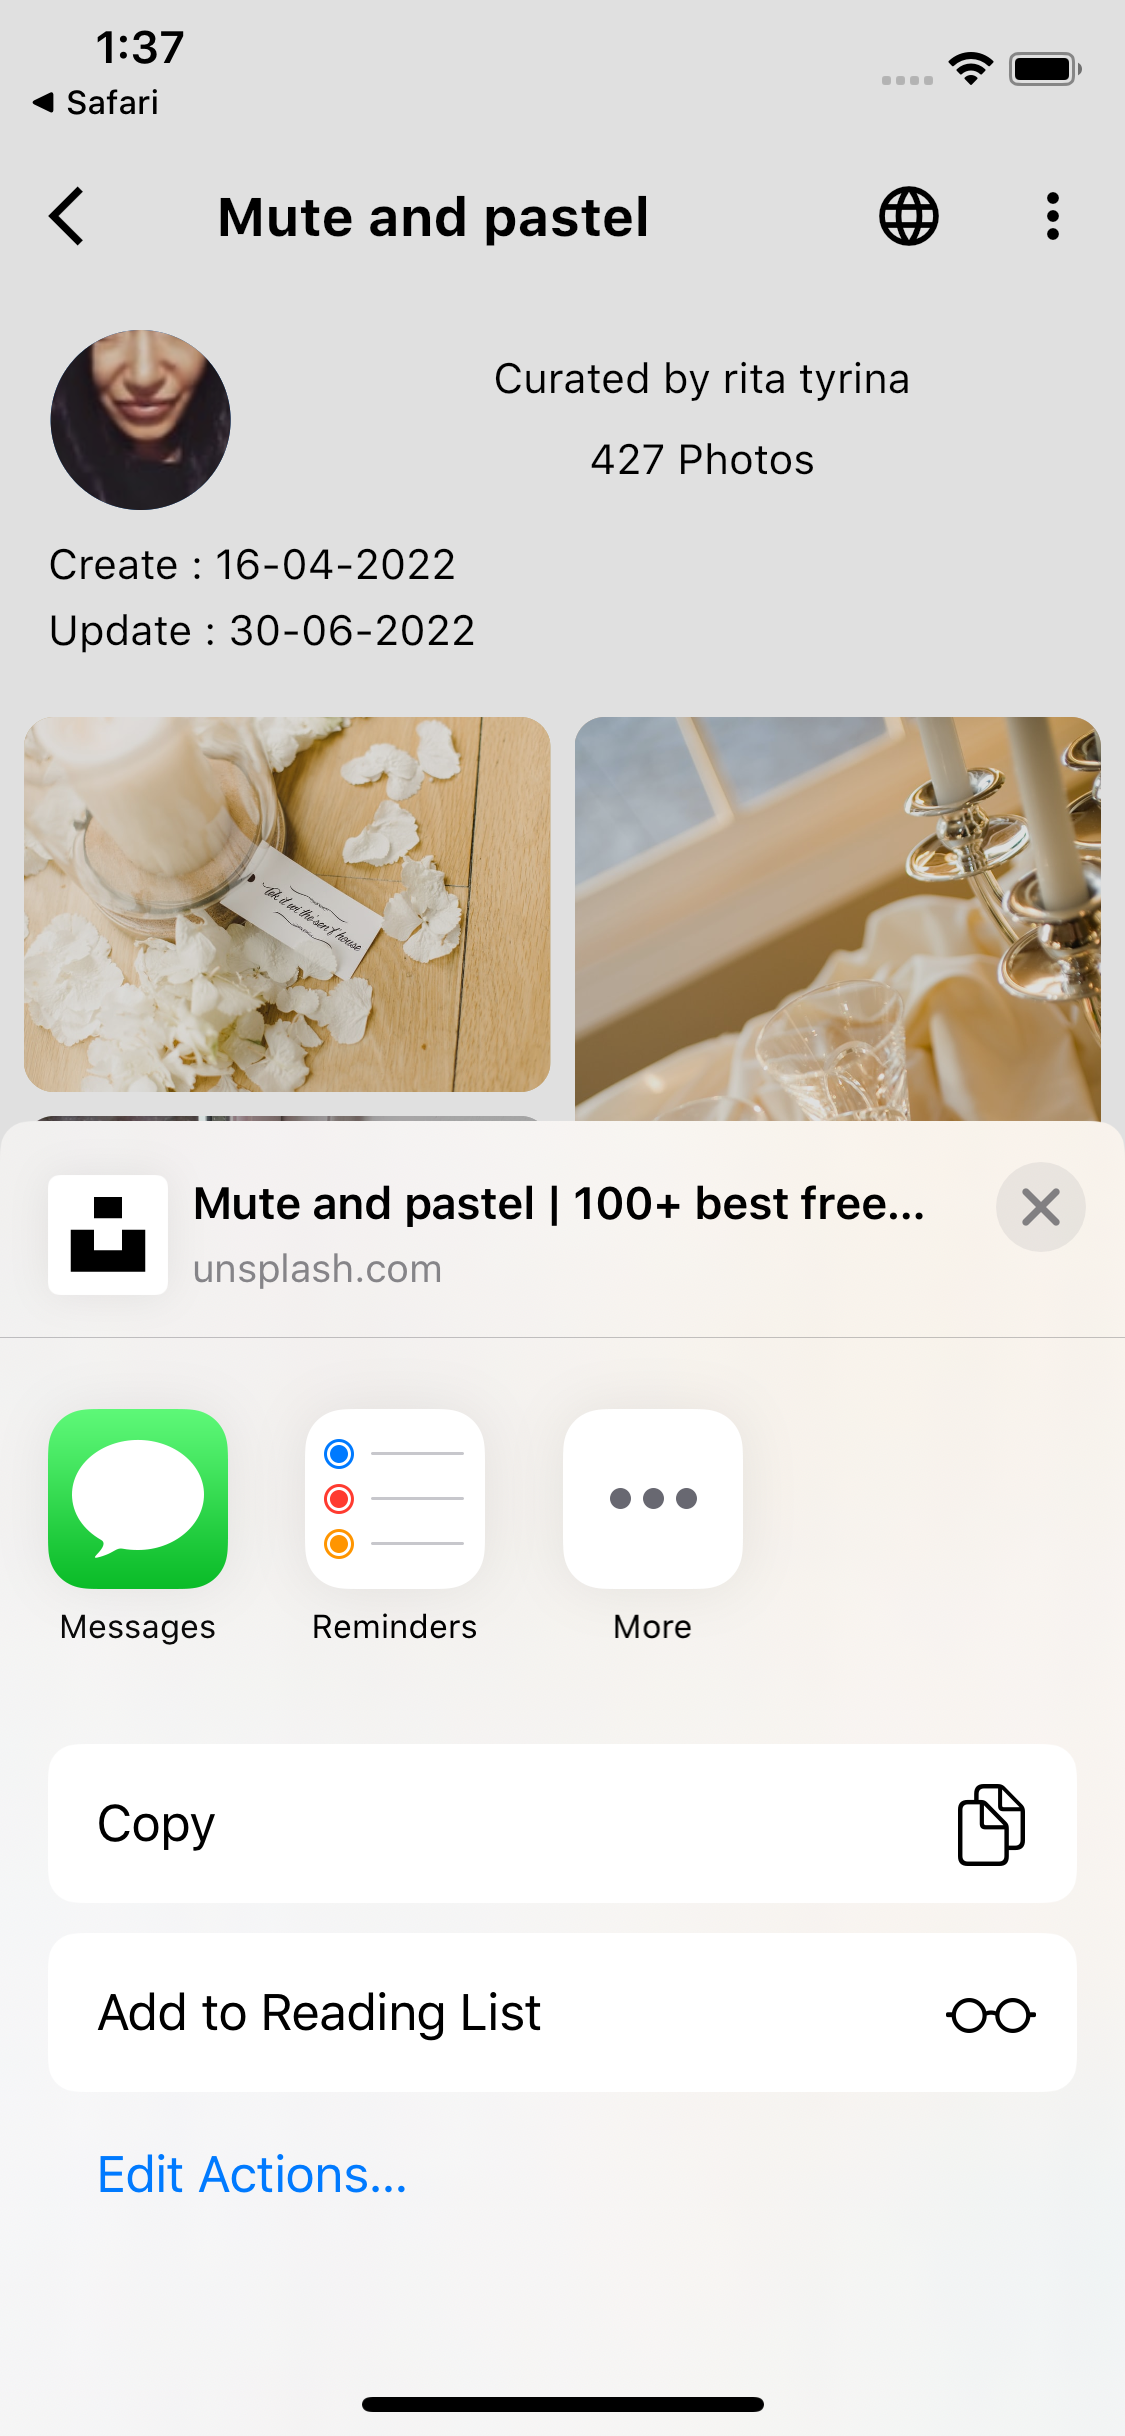 1:37
Safari
Mute and pastel
Curated by rita tyrina
427 Photos
Create : 16-04-2022
Update : 30-06-2022
house
Mute and pastel | 100+ best free...
unsplash.com
Messages
Reminders
More
Copy
Add to Reading List
Edit Actions...